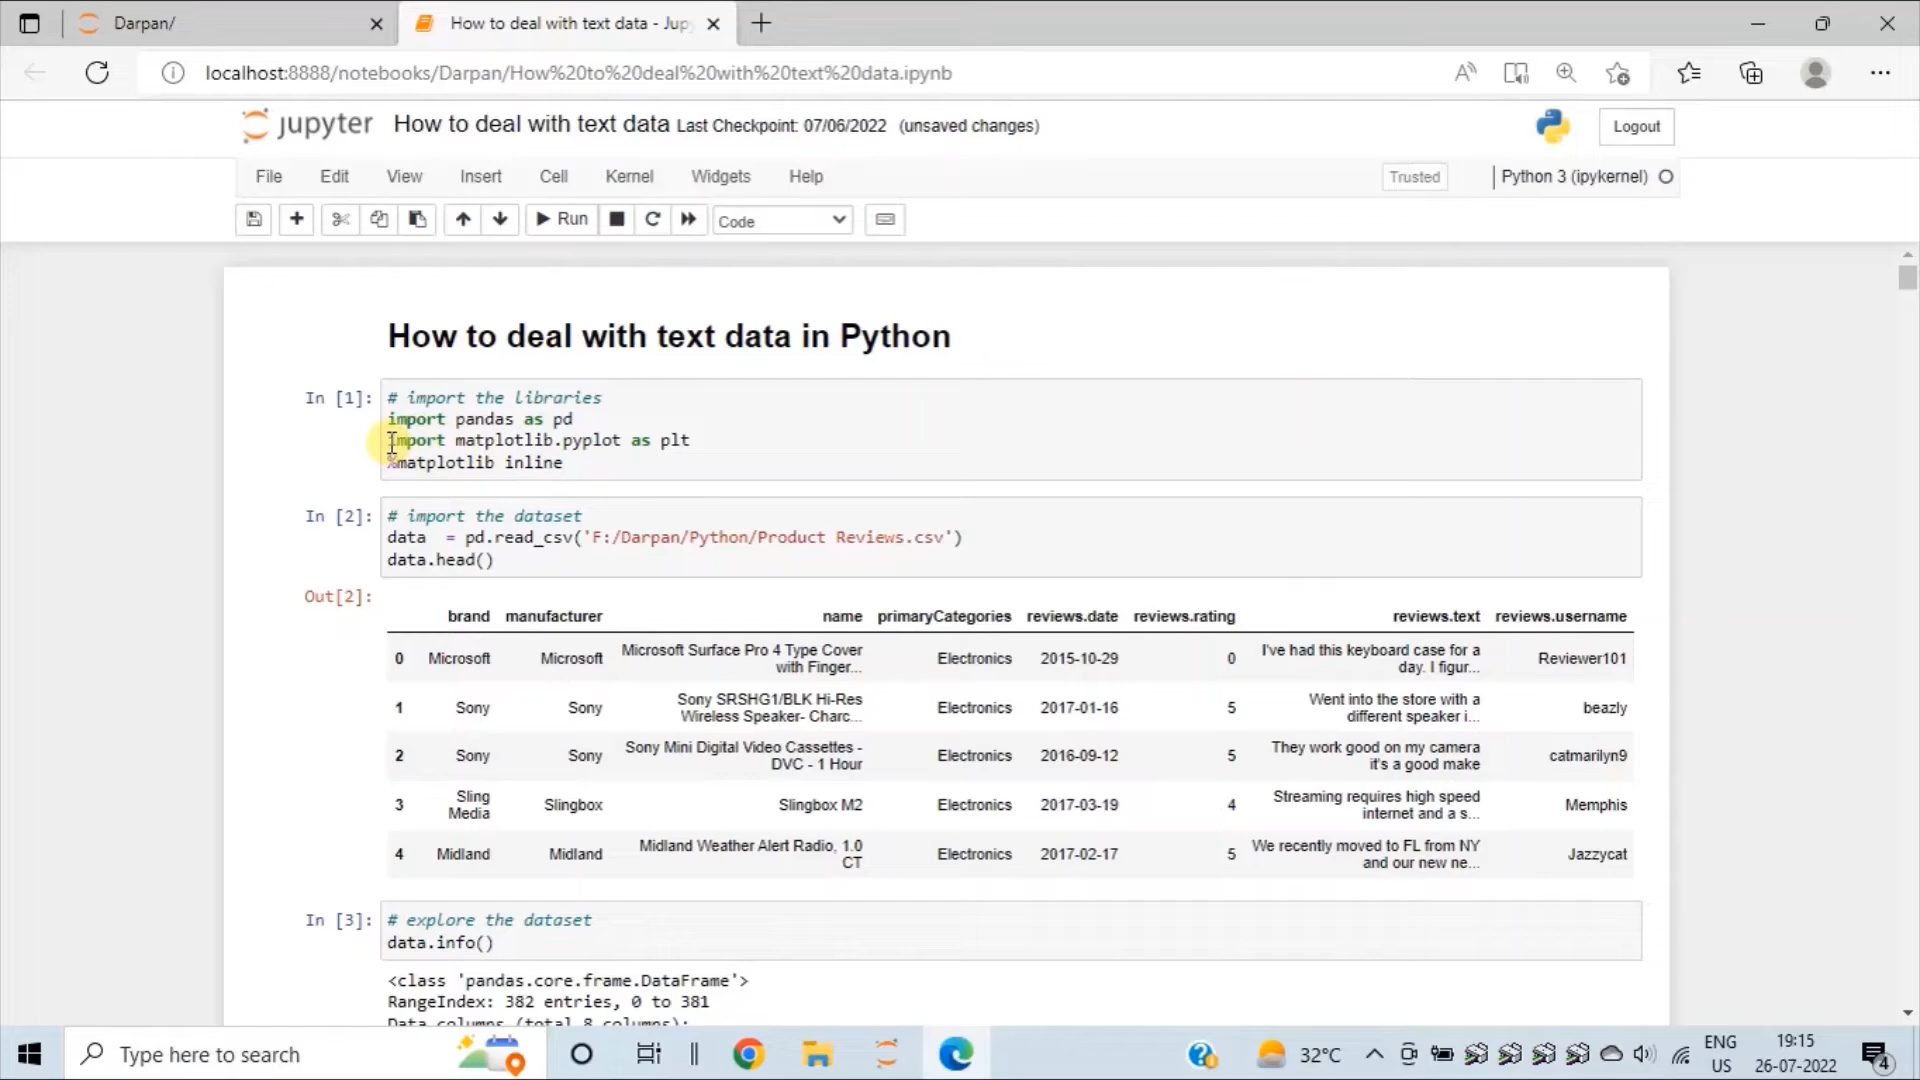 Darpan/
How to deal with text data - Jup
localhost:8888/notebooks/Darpan/How%20to%20deal%20with%20text%20data.ipynb
jupyter How to deal with text data Last Checkpoint: 07/06/2022 (unsaved changes)
Logout
File Edit View Insert Cell Kernel Widgets Help
Trusted
Python 3 (ipykernel)
Run
Code
How to deal with text data in Python
In [1]: # import the libraries
import pandas as pd
import matplotlib.pyplot as plt
%matplotlib inline
In [2]: # import the dataset
data  = pd.read_csv('F:/Darpan/Python/Product Reviews.csv')
data.head()
Out[2]:
brand manufacturer name primaryCategories reviews.date reviews.rating reviews.text reviews.username
0 Microsoft Microsoft Microsoft Surface Pro 4 Type Cover with Finger... Electronics 2015-10-29 0 I've had this keyboard case for a day. I figur... Reviewer101
1 Sony Sony Sony SRSHG1/BLK Hi-Res Wireless Speaker- Charc... Electronics 2017-01-16 5 Went into the store with a different speaker i... beazly
2 Sony Sony Sony Mini Digital Video Cassettes - DVC - 1 Hour Electronics 2016-09-12 5 They work good on my camera it's a good make catmarilyn9
3 Sling Media Slingbox Slingbox M2 Electronics 2017-03-19 4 Streaming requires high speed internet and a s... Memphis
4 Midland Midland Midland Weather Alert Radio, 1.0 CT Electronics 2017-02-17 5 We recently moved to FL from NY and our new ne... Jazzycat
In [3]: # explore the dataset
data.info()
<class 'pandas.core.frame.DataFrame'>
RangeIndex: 382 entries, 0 to 381
Data columns (total 8 columns):
Type here to search
32°C
ENG
US
19:15
26-07-2022
4